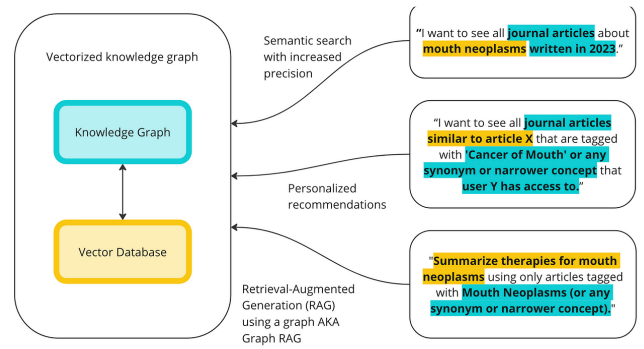 Vectorized knowledge graph
Knowledge Graph
Vector Database
Semantic search
with increased
precision
Personalized
recommendations
Retrieval-Augmented
Generation (RAG)
using a graph AKA
Graph RAG
“I want to see all journal articles about
mouth neoplasms written in 2023.”
“I want to see all journal articles
similar to article X that are tagged
with 'Cancer of Mouth' or any
synonym or narrower concept that
user Y has access to.”
"Summarize therapies for mouth
neoplasms using only articles tagged
with Mouth Neoplasms (or any
synonym or narrower concept)."